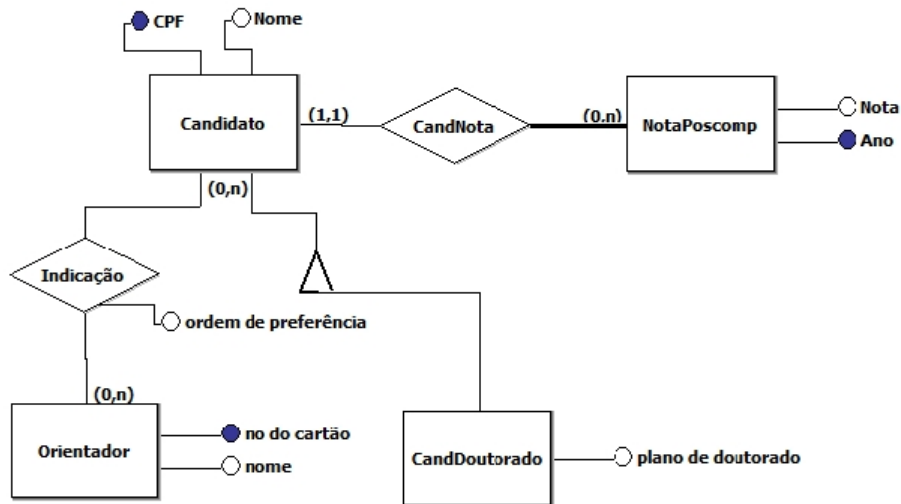 CPF
Nome
Candidato
(1,1)
CandNota
(0,n)
NotaPoscomp
Nota
Ano
(0,n)
Indicação
ordem de preferência
(0,n)
Orientador
no do cartão
nome
CandDoutorado
plano de doutorado